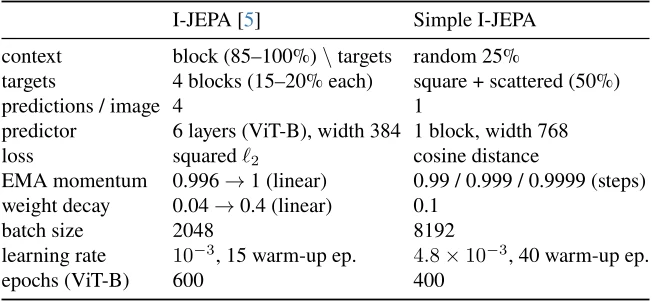 I-JEPA [5] Simple I-JEPA
context block (85–100%) \ targets random 25%
targets 4 blocks (15–20% each) square + scattered (50%)
predictions / image 4 1
predictor 6 layers (ViT-B), width 384 1 block, width 768
loss squared ℓ₂ cosine distance
EMA momentum 0.996 → 1 (linear) 0.99 / 0.999 / 0.9999 (steps)
weight decay 0.04 → 0.4 (linear) 0.1
batch size 2048 8192
learning rate 10⁻³, 15 warm-up ep. 4.8 × 10⁻³, 40 warm-up ep.
epochs (ViT-B) 600 400